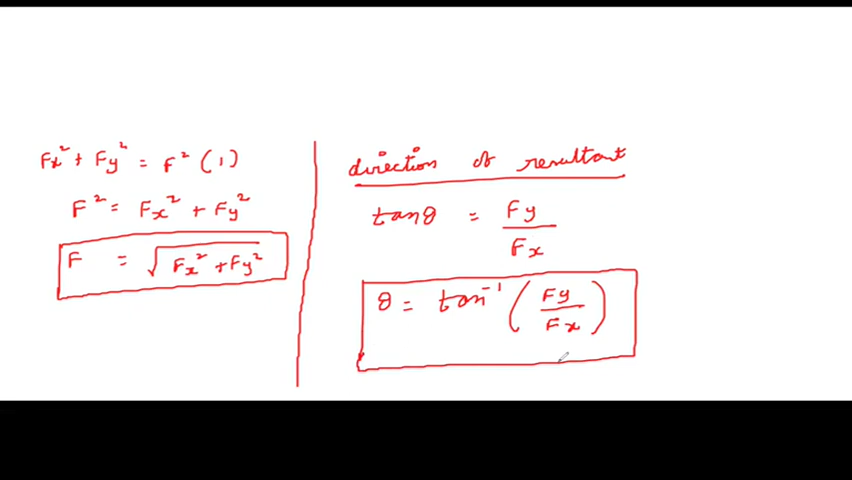 Fx² + Fy² = F² (1)
F² = Fx² + Fy²
F = √(Fx² + Fy²)
direction of resultant
tanθ = Fy / Fx
θ = tan⁻¹ (Fy / Fx)